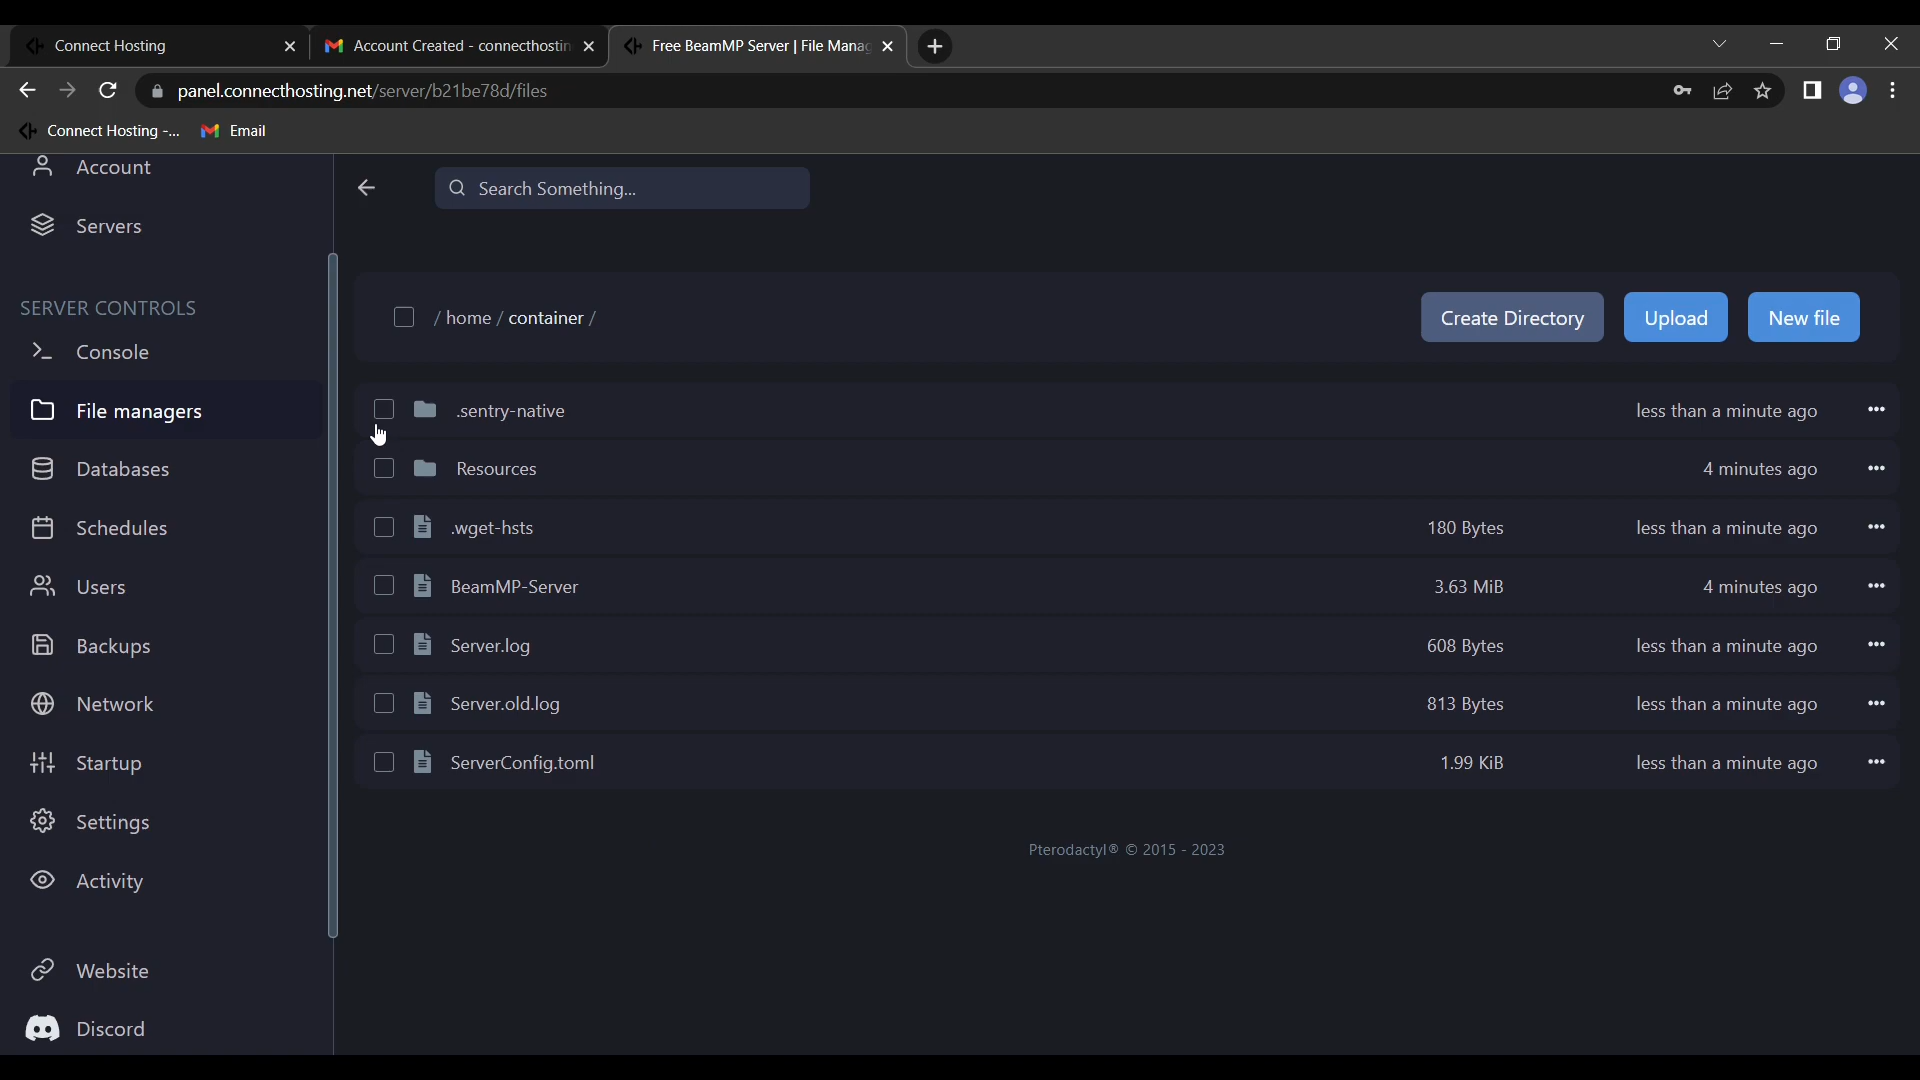 Connect Hosting
Account Created - connecthostin
Free BeamMP Server | File Manag
panel.connecthosting.net/server/b21be78d/files
Connect Hosting -...
Email
Account
Servers
SERVER CONTROLS
Console
File managers
Databases
Schedules
Users
Backups
Network
Startup
Settings
Activity
Website
Discord
Search Something...
/ home / container /
Create Directory
Upload
New file
.sentry-native less than a minute ago
Resources 4 minutes ago
.wget-hsts 180 Bytes less than a minute ago
BeamMP-Server 3.63 MiB 4 minutes ago
Server.log 608 Bytes less than a minute ago
Server.old.log 813 Bytes less than a minute ago
ServerConfig.toml 1.99 KiB less than a minute ago
Pterodactyl® © 2015 - 2023